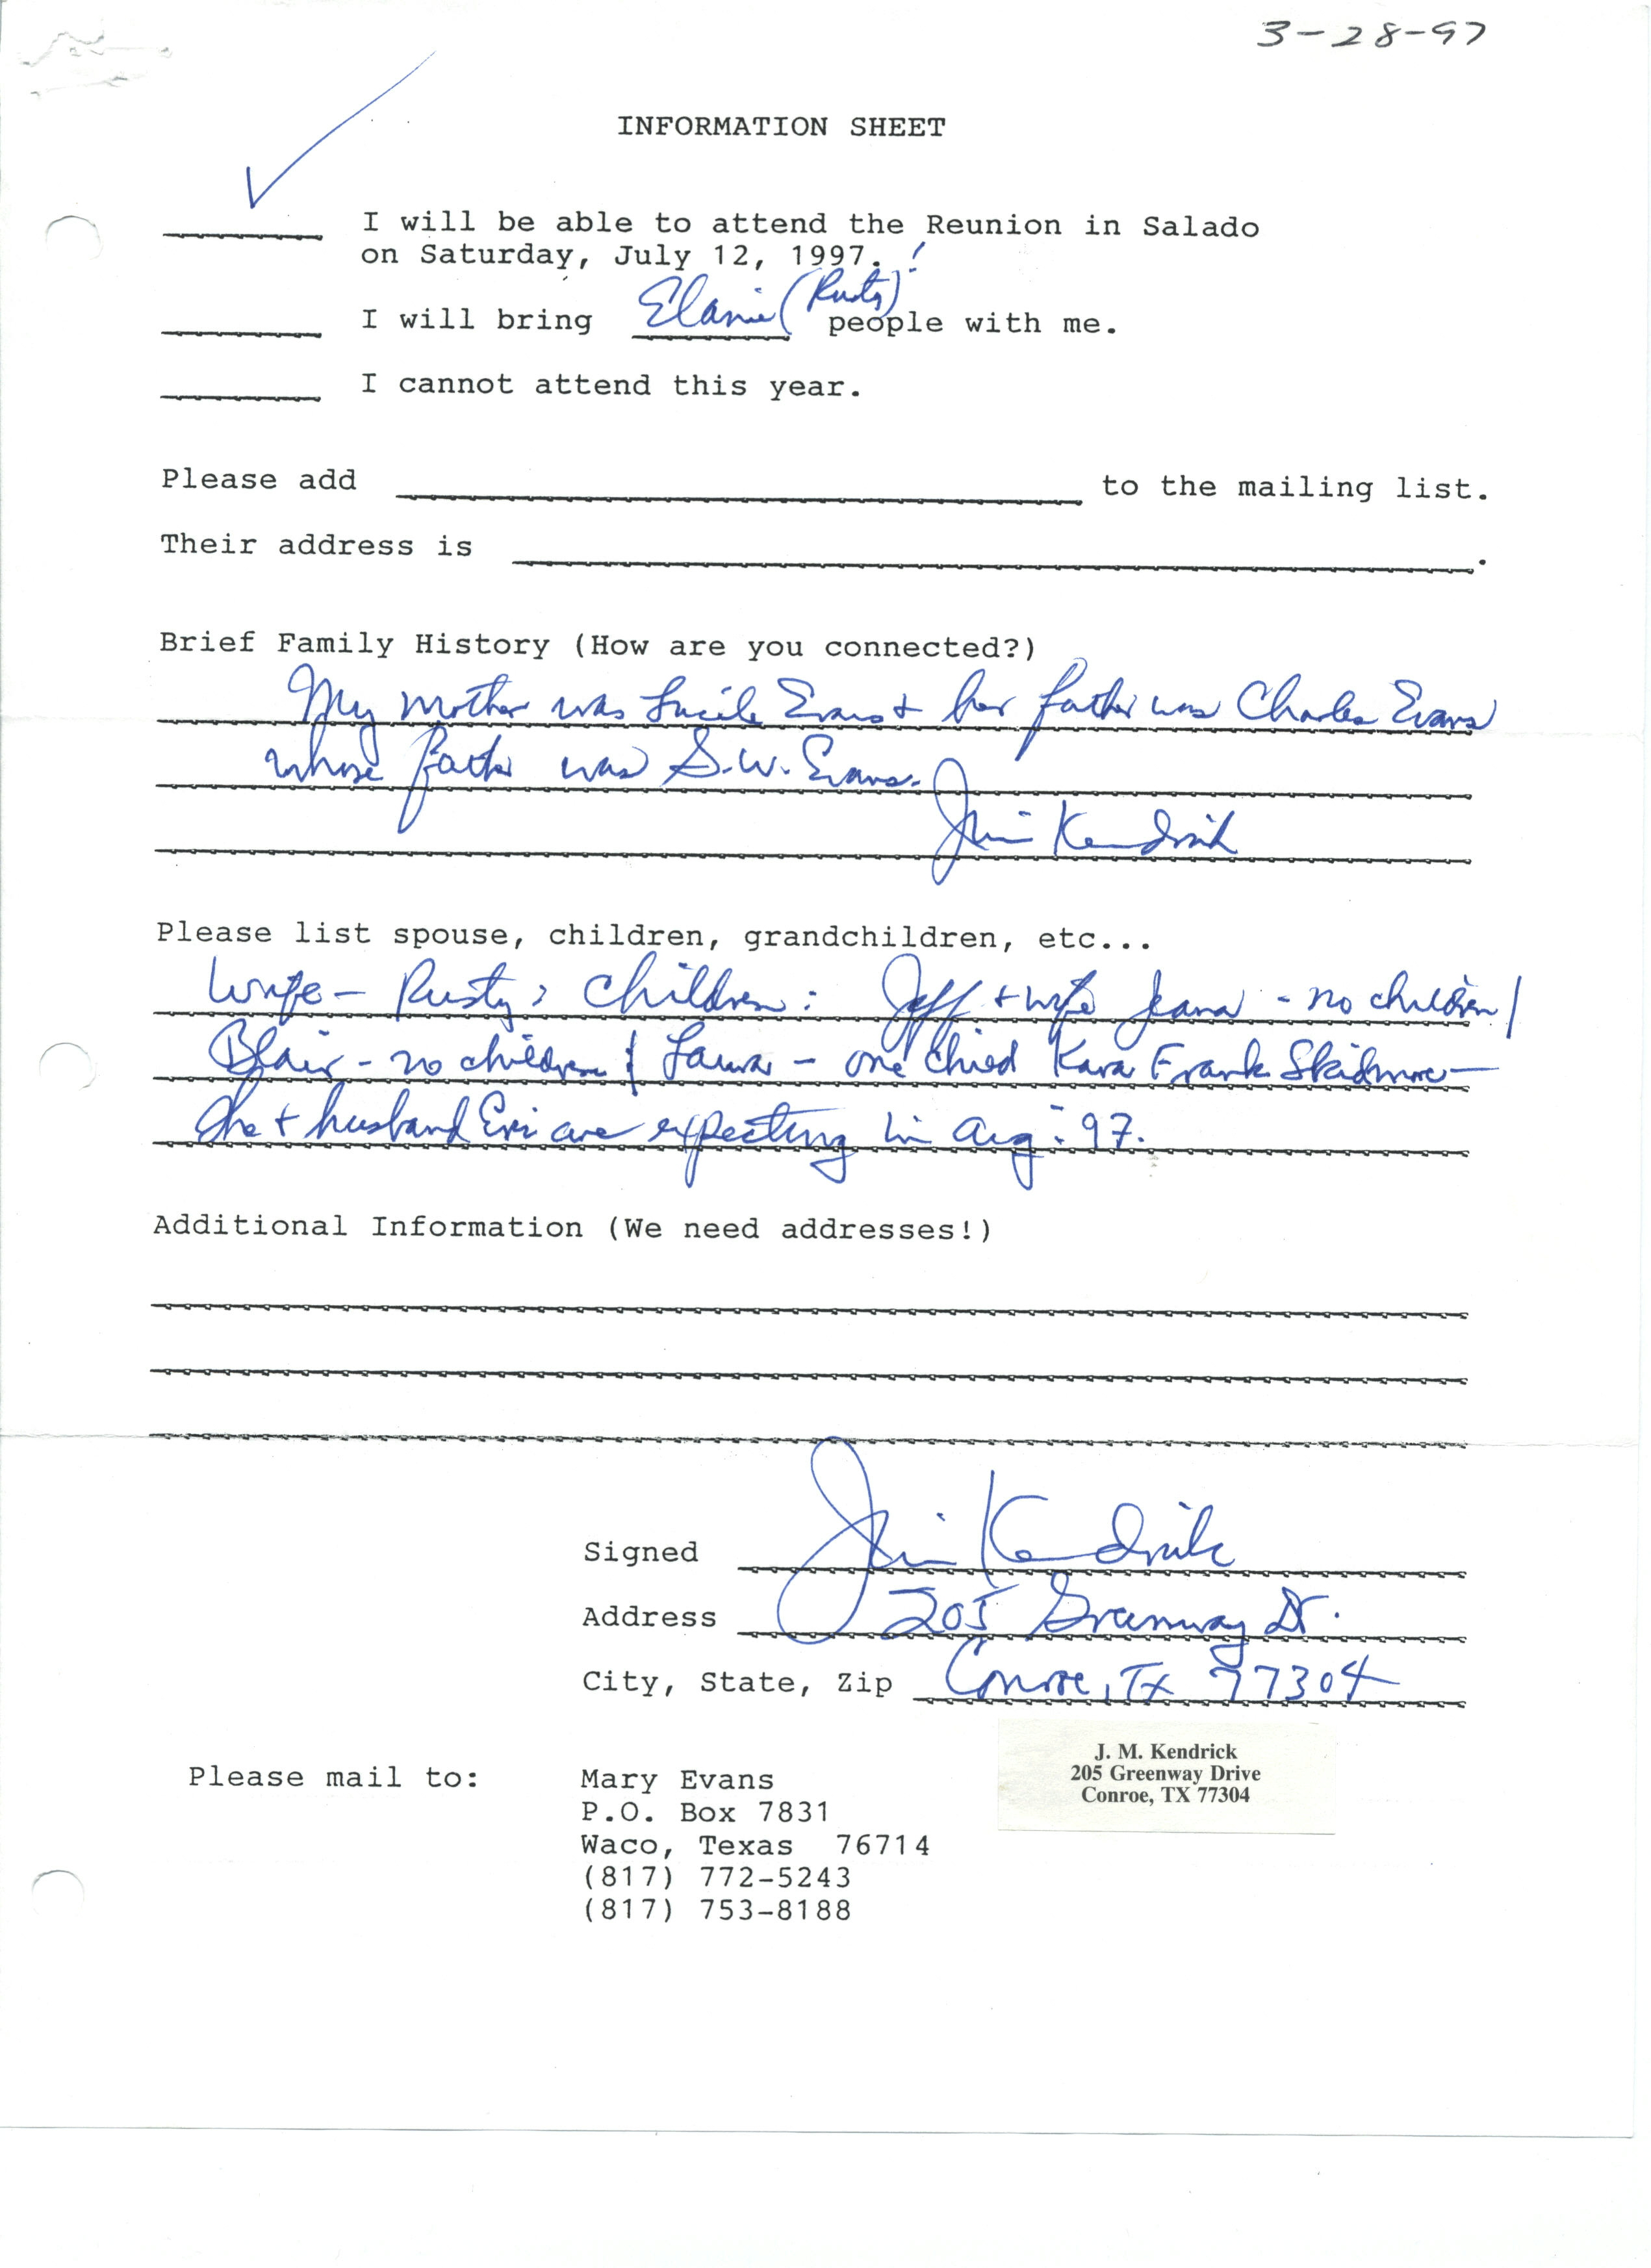 3-28-97
INFORMATION SHEET
I will be able to attend the Reunion in Salado
on Saturday, July 12, 1997. !
I will bring Elanie (Rusty) people with me.
I cannot attend this year.
Please add to the mailing list.
Their address is .
Brief Family History (How are you connected?)
My mother was Lucile Evans + her father was Charles Evans
whose father was S.W. Evans.
Jim Kendrick
Please list spouse, children, grandchildren, etc...
Wife - Rusty, Children: Jeff + wife Jeana - no children /
Blair - no children & Laura - one child Kara Frank Skidmore -
She + husband are expecting in Aug. 97.
Additional Information (We need addresses!)
Signed Jim Kendrick
Address 205 Greenway Dr.
City, State, Zip Conroe, TX 77304
J. M. Kendrick
205 Greenway Drive
Conroe, TX 77304
Please mail to: Mary Evans
P.O. Box 7831
Waco, Texas 76714
(817) 772-5243
(817) 753-8188